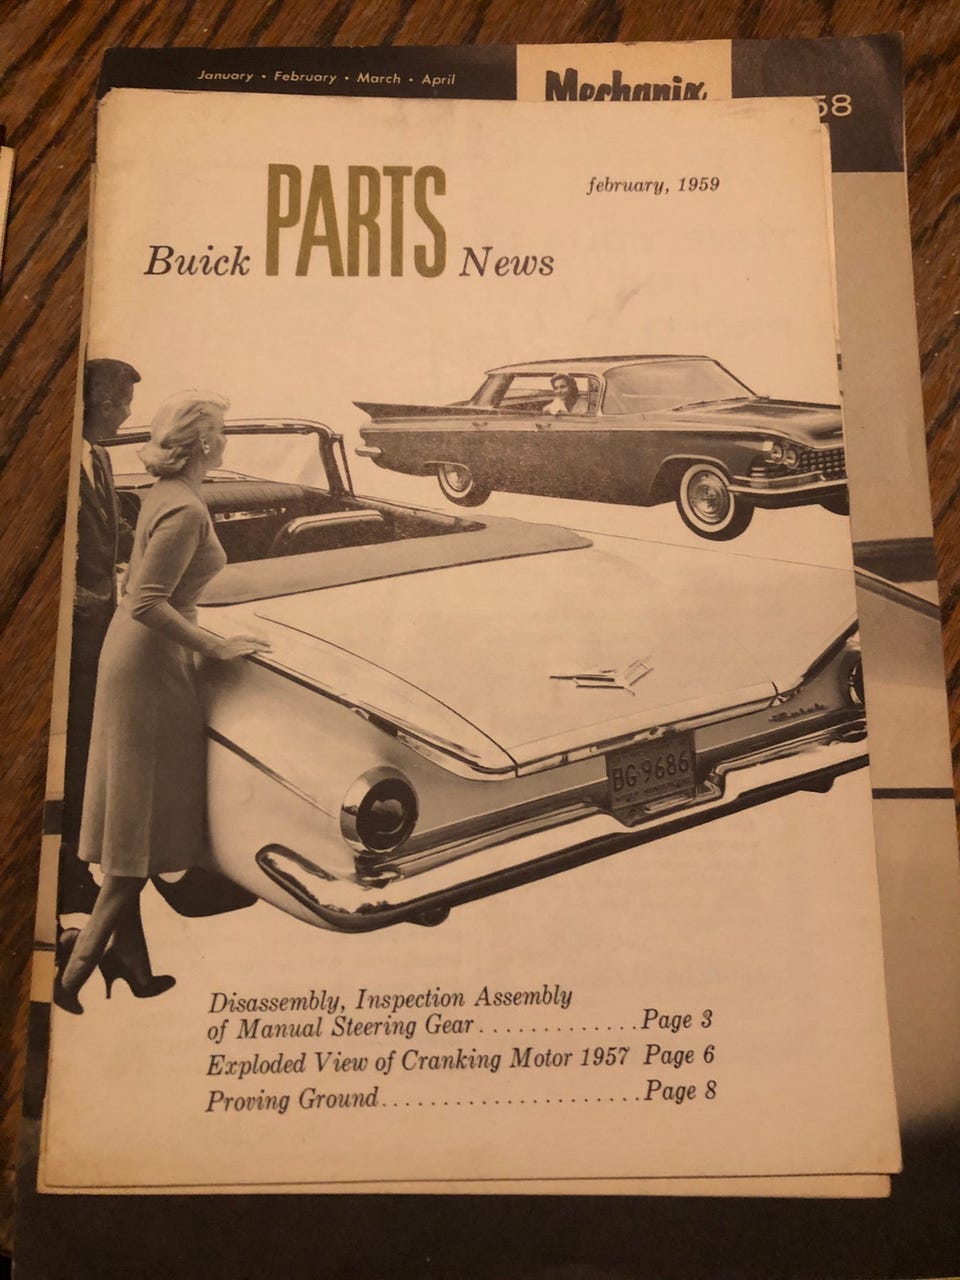 January · February · March · April
Mechanix
58
Buick PARTS News
february, 1959
BG·9686
Buick
Disassembly, Inspection Assembly
of Manual Steering Gear.............Page 3
Exploded View of Cranking Motor 1957 Page 6
Proving Ground......................Page 8